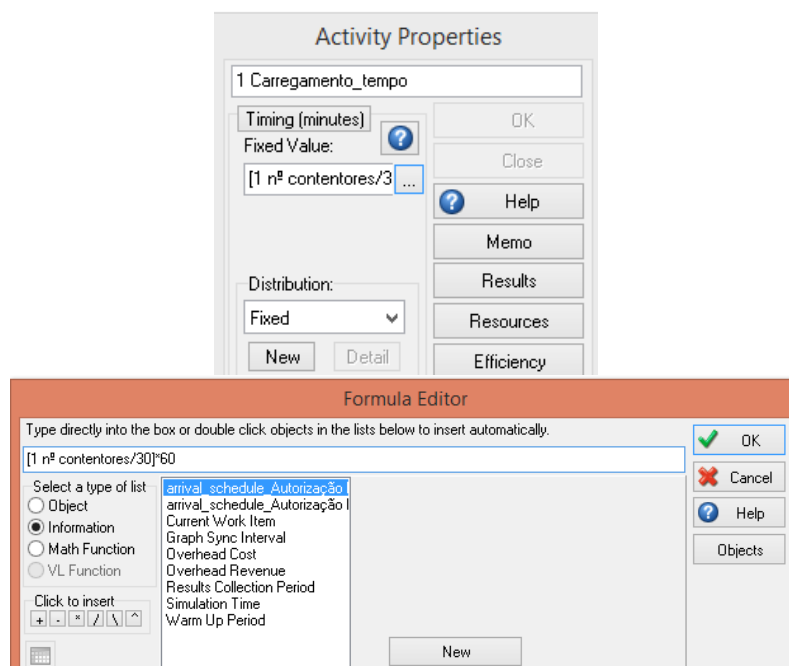 Activity Properties
1 Carregamento_tempo
Timing (minutes)
Fixed Value:
[1 nº contentores/3
...
OK
Close
Help
Memo
Results
Resources
Efficiency
Distribution:
Fixed
New
Detail
Formula Editor
Type directly into the box or double click objects in the lists below to insert automatically.
[1 nº contentores/30]*60
OK
Cancel
Help
Objects
Select a type of list
Object
Information
Math Function
VL Function
Click to insert
+ - * / \ ^
arrival_schedule_Autorização
arrival_schedule_Autorização
Current Work Item
Graph Sync Interval
Overhead Cost
Overhead Revenue
Results Collection Period
Simulation Time
Warm Up Period
New